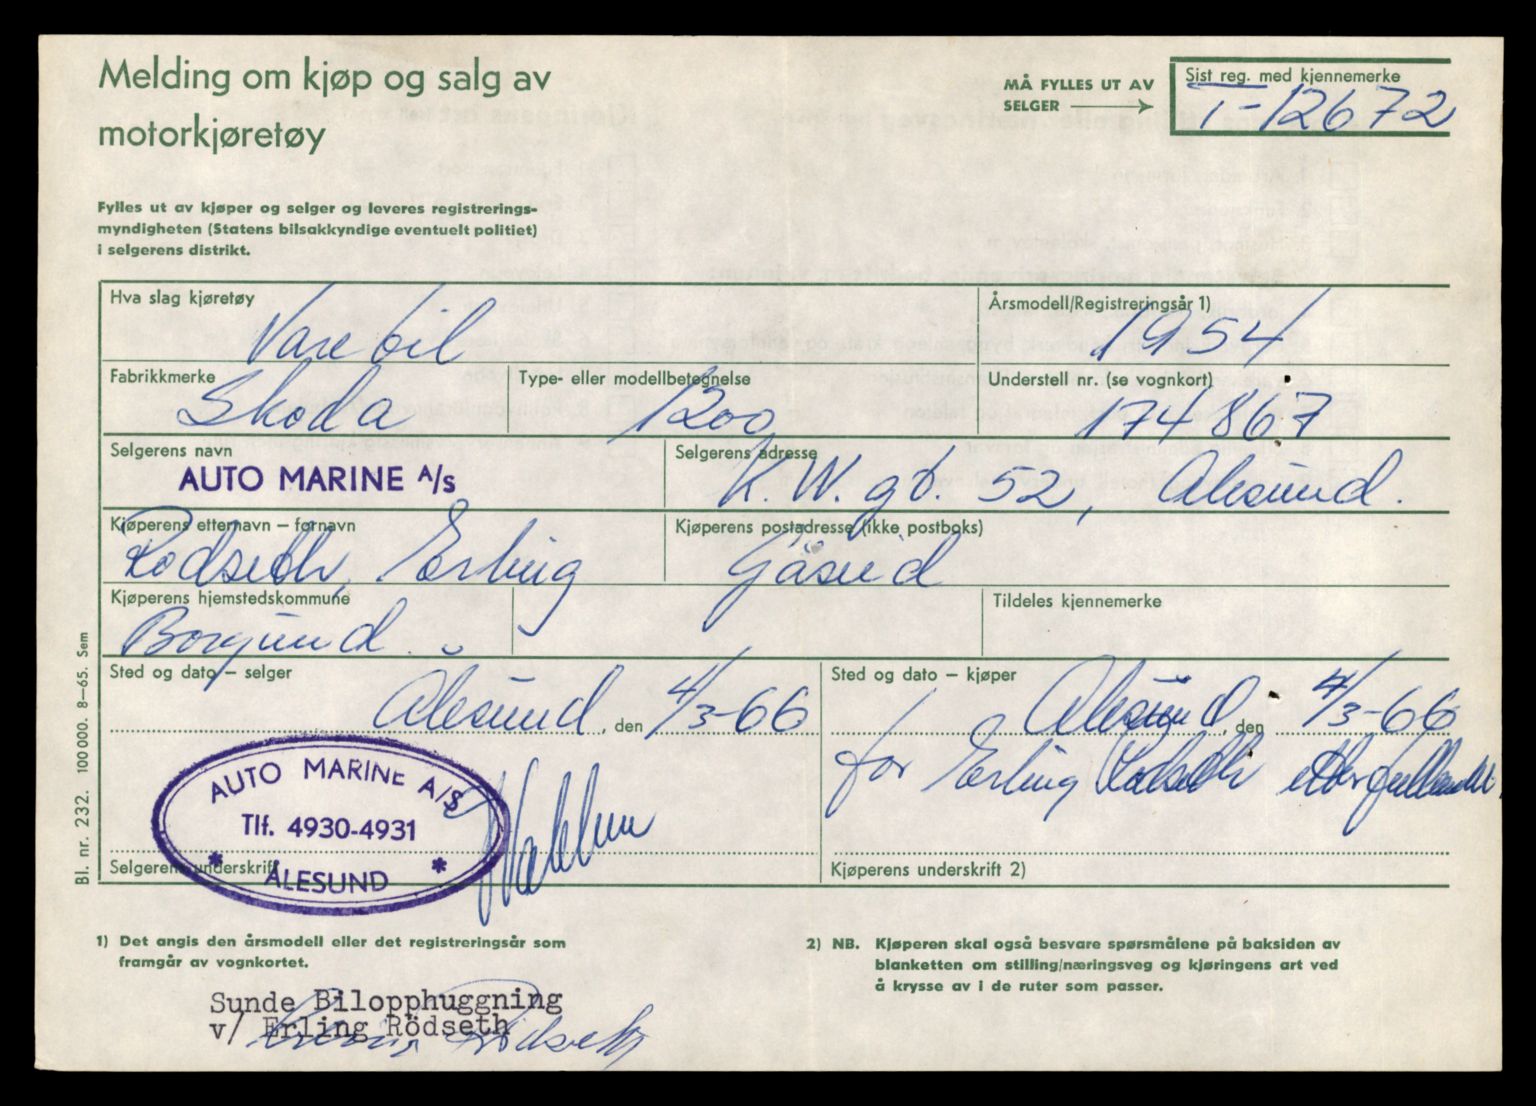 Melding om kjøp og salg av
motorkjøretøy
MÅ FYLLES UT AV
SELGER
Sist reg. med kjennemerke
T-12672
Fylles ut av kjøper og selger og leveres registrerings-
myndigheten (Statens bilsakkyndige eventuelt politiet)
i selgerens distrikt.
Hva slag kjøretøy
Varebil
Årsmodell/Registreringsår 1)
1954
Fabrikkmerke
Skoda
Type- eller modellbetegnelse
1200
Understell nr. (se vognkort)
174867
Selgerens navn
AUTO MARINE A/S
Selgerens adresse
K.W.gt. 52, Ålesund.
Kjøperens etternavn – fornavn
Rødseth, Erling
Kjøperens postadresse (ikke postboks)
Gåseid
Kjøperens hjemstedskommune
Borgund.
Tildeles kjennemerke
Sted og dato – selger
Ålesund, den 4/3-66
Sted og dato – kjøper
Ålesund, den 4/3-66
for Erling Rødseth
AUTO MARINE A/S
Tlf. 4930-4931
* ÅLESUND *
Selgerens underskrift
Kjøperens underskrift 2)
Bl. nr. 232. 100 000. 8–65. Sem
1) Det angis den årsmodell eller det registreringsår som
framgår av vognkortet.
2) NB. Kjøperen skal også besvare spørsmålene på baksiden av
blanketten om stilling/næringsveg og kjøringens art ved
å krysse av i de ruter som passer.
Sunde Bilopphuggning
v/ Erling Rödseth
Erling Rödseth